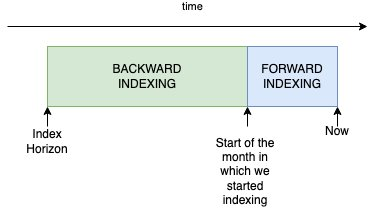 time
BACKWARD
INDEXING
FORWARD
INDEXING
Index
Horizon
Start of the
month in
which we
started
indexing
Now